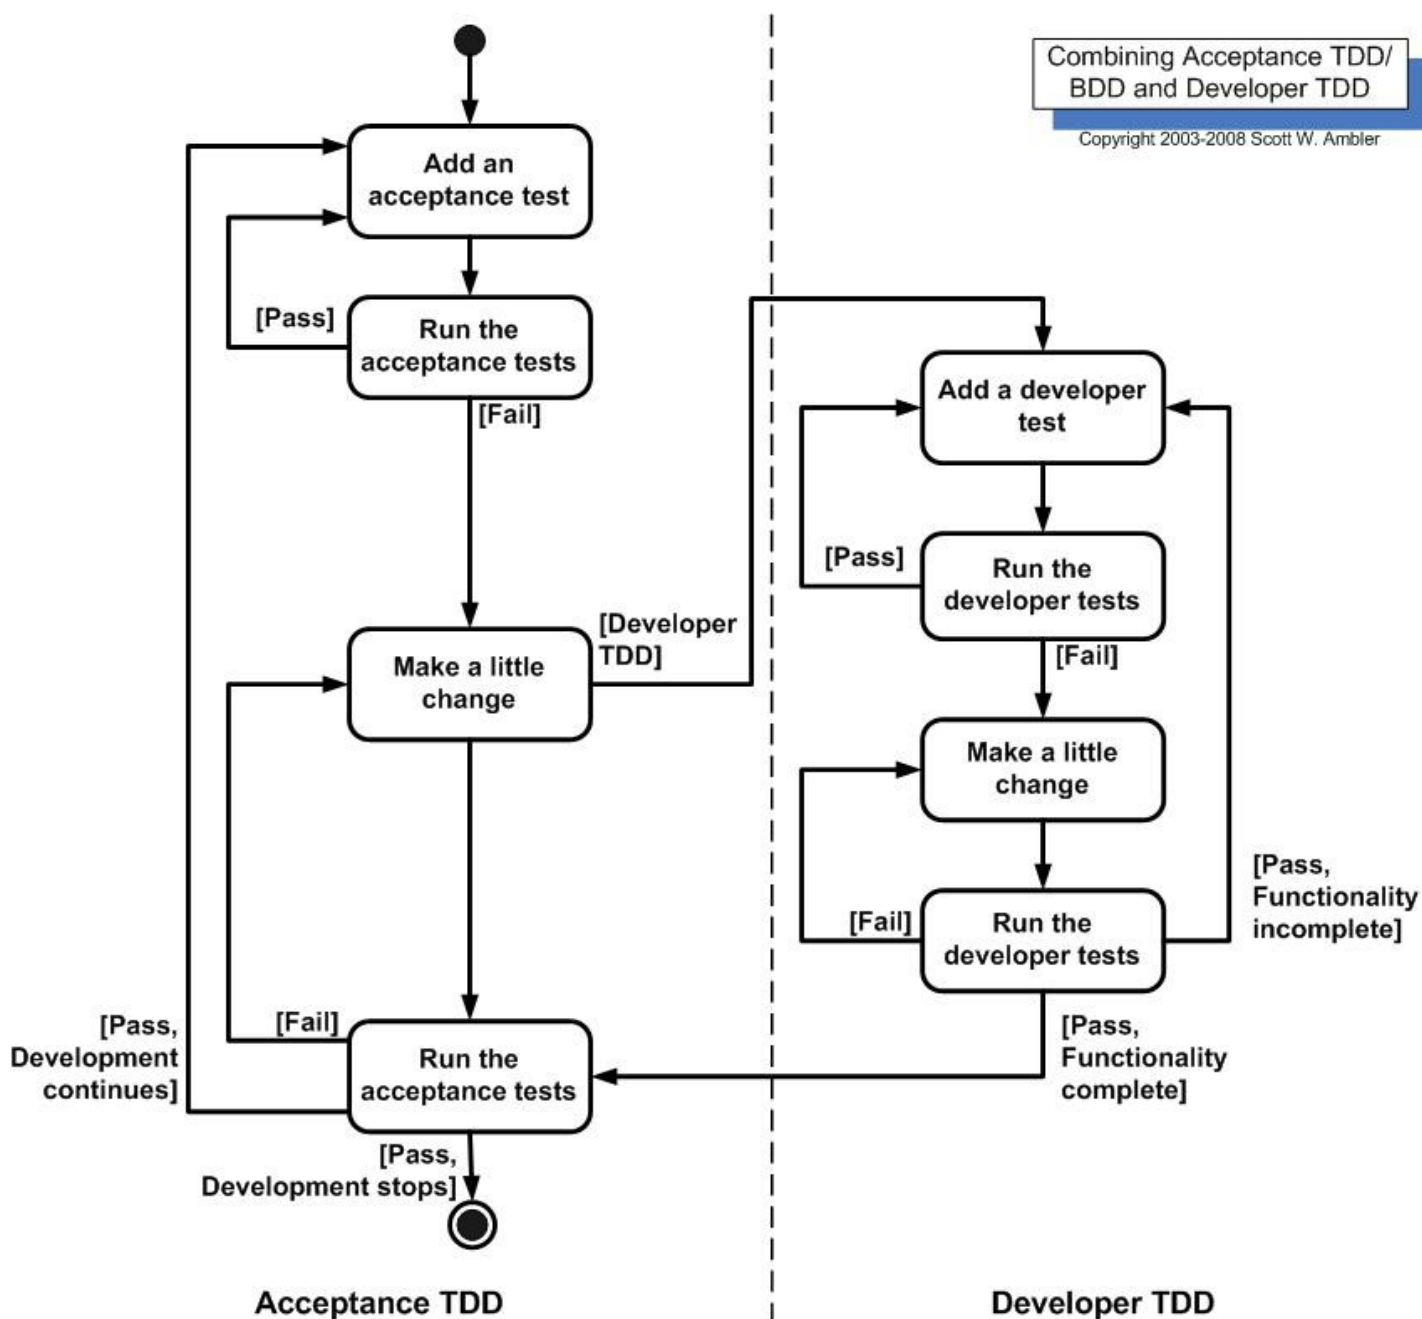 Combining Acceptance TDD/
BDD and Developer TDD
Copyright 2003-2008 Scott W. Ambler
Add an
acceptance test
[Pass]
Run the
acceptance tests
[Fail]
[Developer
TDD]
Make a little
change
[Fail]
[Pass,
Development
continues]
Run the
acceptance tests
[Pass,
Development stops]
Acceptance TDD
Add a developer
test
[Pass]
Run the
developer tests
[Fail]
Make a little
change
[Fail]
Run the
developer tests
[Pass,
Functionality
incomplete]
[Pass,
Functionality
complete]
Developer TDD